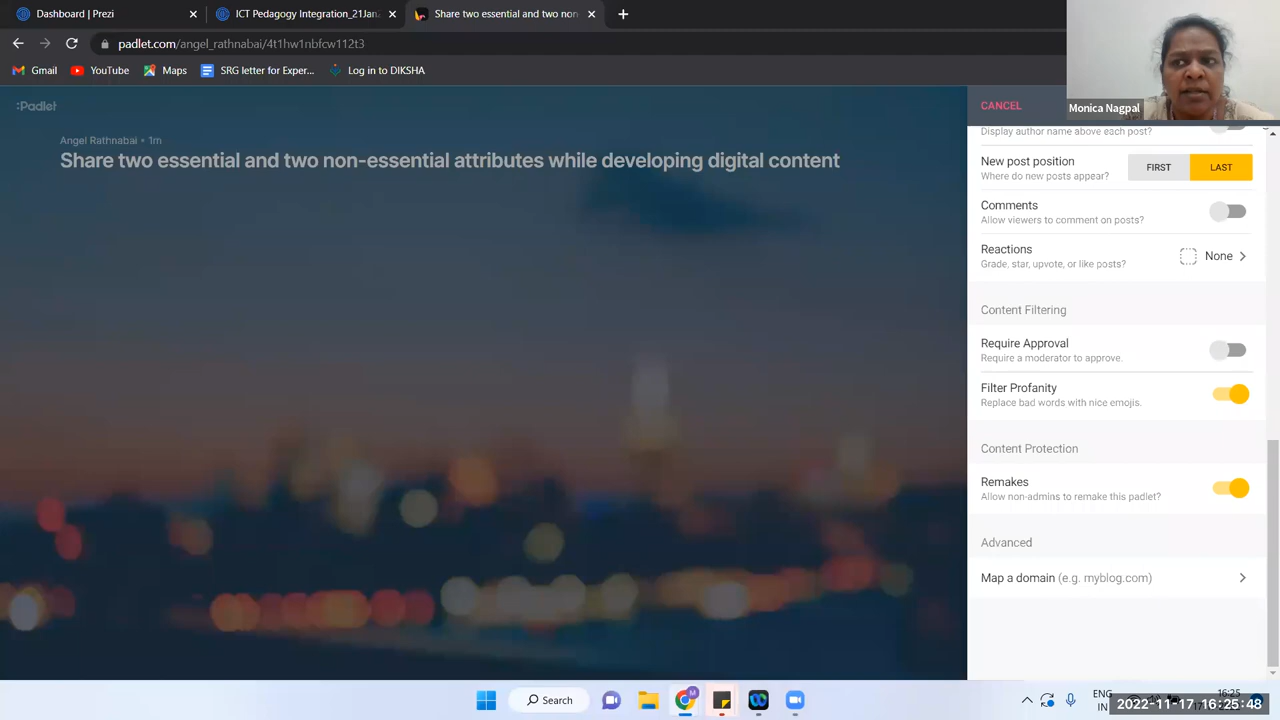 Dashboard | Prezi
ICT Pedagogy Integration_21Jan
Share two essential and two non
padlet.com/angel_rathnabai/4t1hw1nbfcw112t3
Gmail
YouTube
Maps
SRG letter for Exper...
Log in to DIKSHA
Monica Nagpal
:Padlet
CANCEL
Angel Rathnabai • 1m
Share two essential and two non-essential attributes while developing digital content
Display author name above each post?
New post position
Where do new posts appear?
FIRST
LAST
Comments
Allow viewers to comment on posts?
Reactions
Grade, star, upvote, or like posts?
None
Content Filtering
Require Approval
Require a moderator to approve.
Filter Profanity
Replace bad words with nice emojis.
Content Protection
Remakes
Allow non-admins to remake this padlet?
Advanced
Map a domain (e.g. myblog.com)
Search
ENG
IN
16:25
2022-11-17 16:25:48